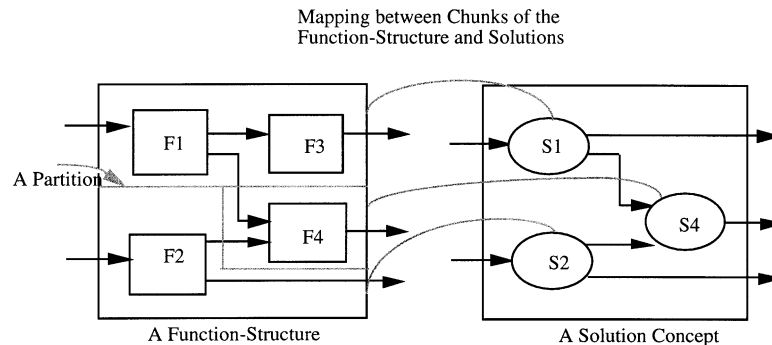 Mapping between Chunks of the
Function-Structure and Solutions
F1
F3
S1
A Partition
F4
S4
F2
S2
A Function-Structure
A Solution Concept